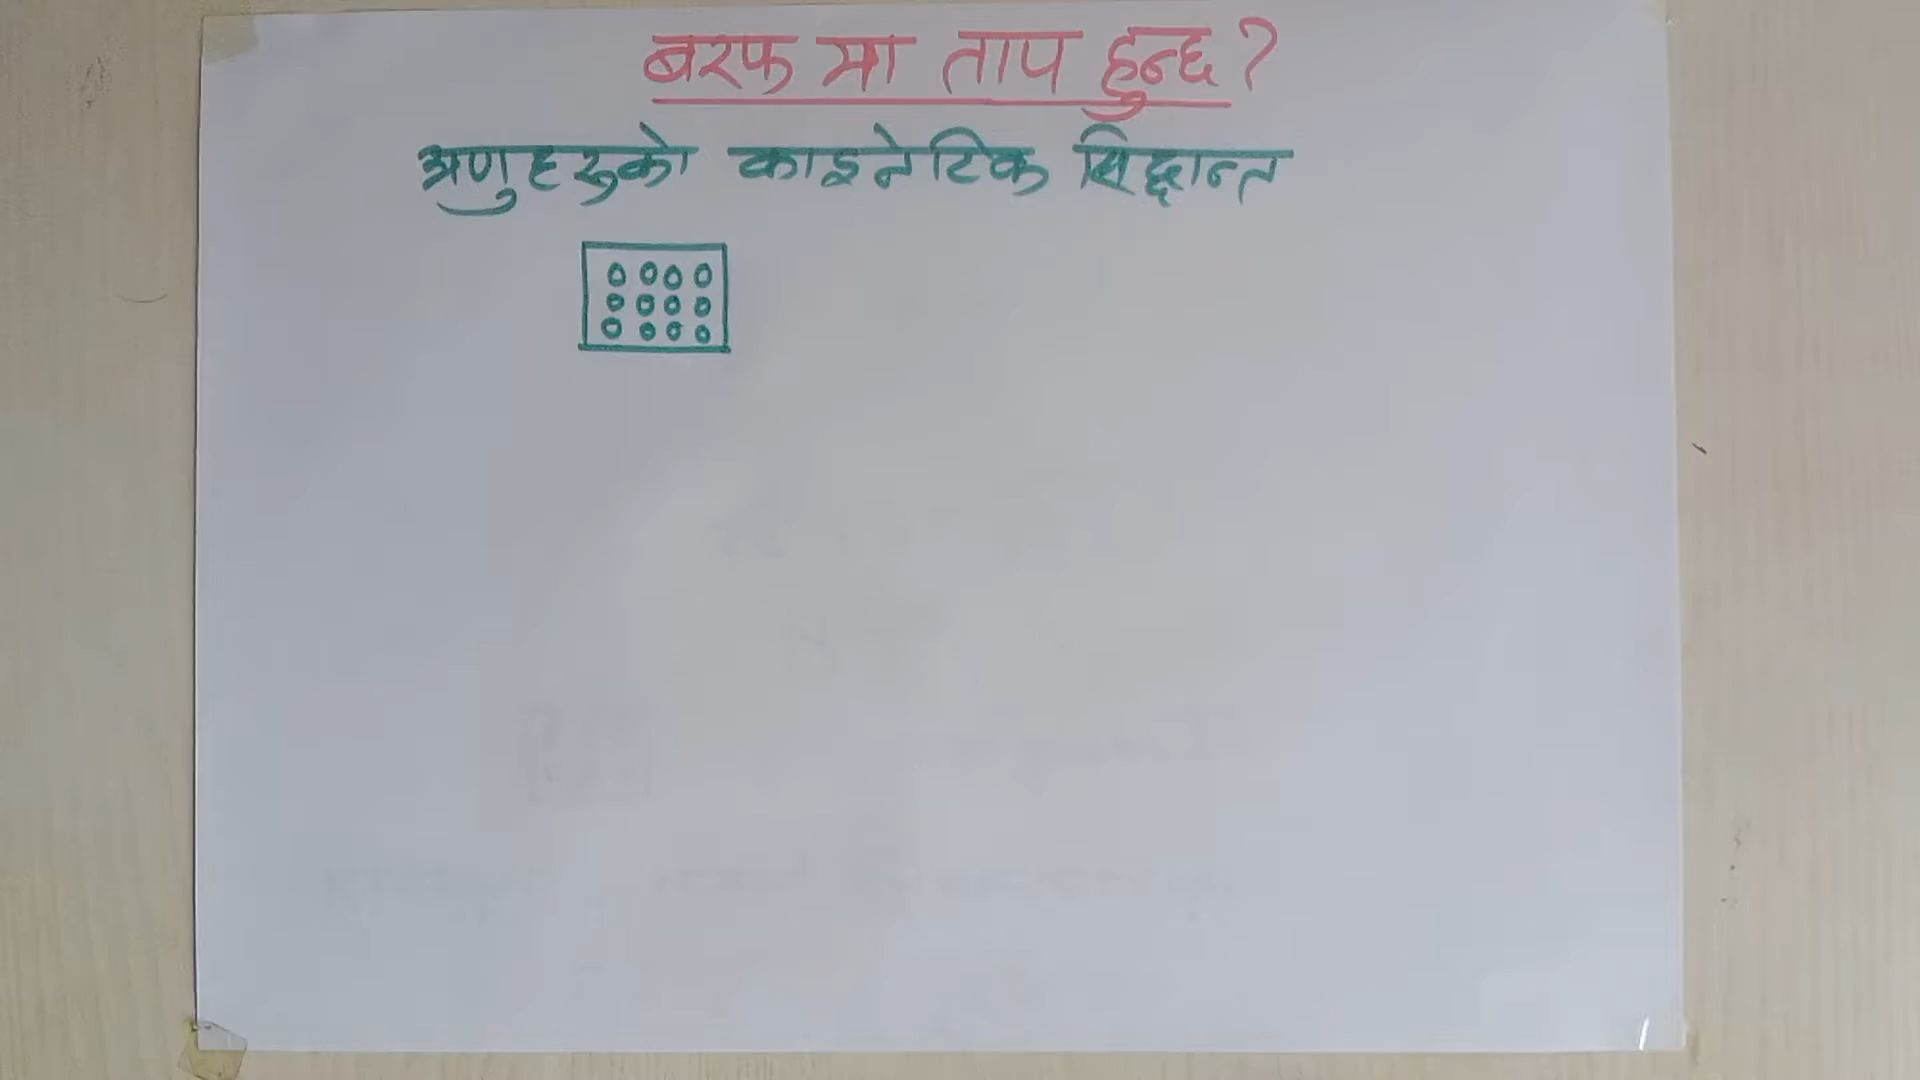 बरफ मा ताप हुन्छ?
अणुहरुको काइनेटिक सिद्धान्त